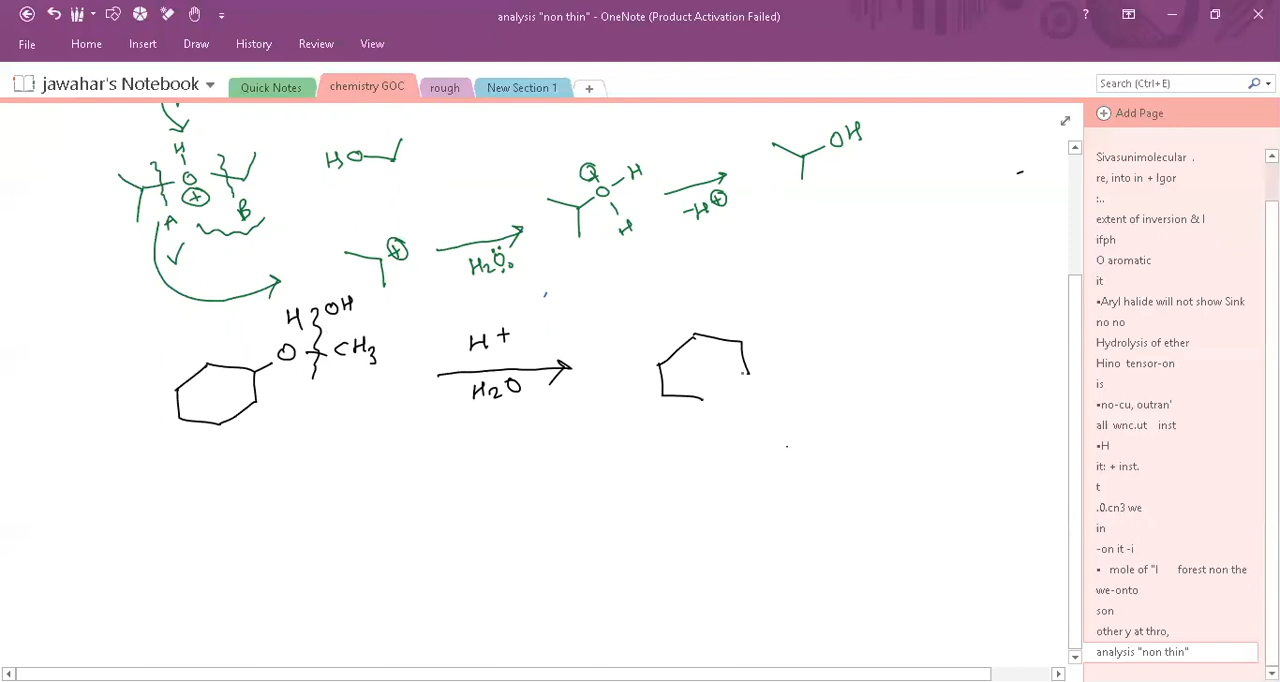 analysis "non thin" - OneNote (Product Activation Failed)
?
File Home Insert Draw History Review View
jawahar's Notebook
Quick Notes chemistry GOC rough New Section 1 +
Search (Ctrl+E)
Add Page
H
O
+
A
B
HO
+
H2O
O
H
H
-H+
OH
H OH
O CH3
H+
H2O
Sivasunimolecular .
re, into in + Igor
:..
extent of inversion & l
ifph
O aromatic
it
•Aryl halide will not show Sink
no no
Hydrolysis of ether
Hino tensor-on
is
•no-cu, outran'
all wnc.ut inst
•H
it: + inst.
t
.0.cn3 we
in
-on it -i
• mole of "l forest non the
we-onto
son
other y at thro,
analysis "non thin"